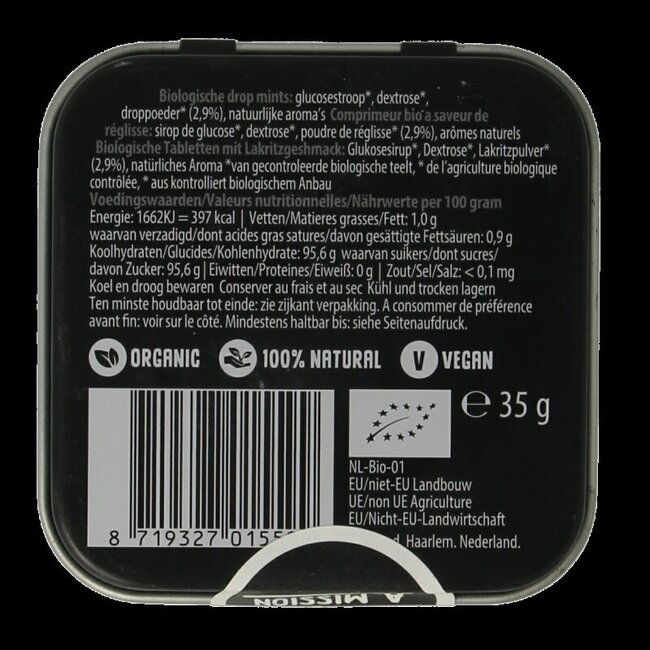 Biologische drop mints: glucosestroop*, dextrose*,
droppoeder* (2,9%), natuurlijke aroma's Comprimeur bio à saveur de
réglisse: sirop de glucose*, dextrose*, poudre de réglisse* (2,9%), arômes naturels
Biologische Tabletten mit Lakritzgeschmack: Glukosesirup*, Dextrose*, Lakritzpulver*
(2,9%), natürliches Aroma *van gecontroleerde biologische teelt, * de l'agriculture biologique
contrôlée, * aus kontrolliert biologischem Anbau
Voedingswaarden/Valeurs nutritionnelles/Nährwerte per 100 gram
Energie: 1662KJ = 397 kcal | Vetten/Matieres grasses/Fett: 1,0 g
waarvan verzadigd/dont acides gras satures/davon gesättigte Fettsäuren: 0,9 g
Koolhydraten/Glucides/Kohlenhydrate: 95,6 g waarvan suikers/dont sucres/
davon Zucker: 95,6 g | Eiwitten/Proteines/Eiweiß: 0 g | Zout/Sel/Salz: < 0,1 mg
Koel en droog bewaren Conserver au frais et au sec Kühl und trocken lagern
Ten minste houdbaar tot einde: zie zijkant verpakking. A consommer de préférence
avant fin: voir sur le côté. Mindestens haltbar bis: siehe Seitenaufdruck.
ORGANIC 100% NATURAL V VEGAN
℮ 35 g
NL-Bio-01
EU/niet-EU Landbouw
UE/non UE Agriculture
EU/Nicht-EU-Landwirtschaft
Haarlem. Nederland.
8 719327 0155
A MISSION